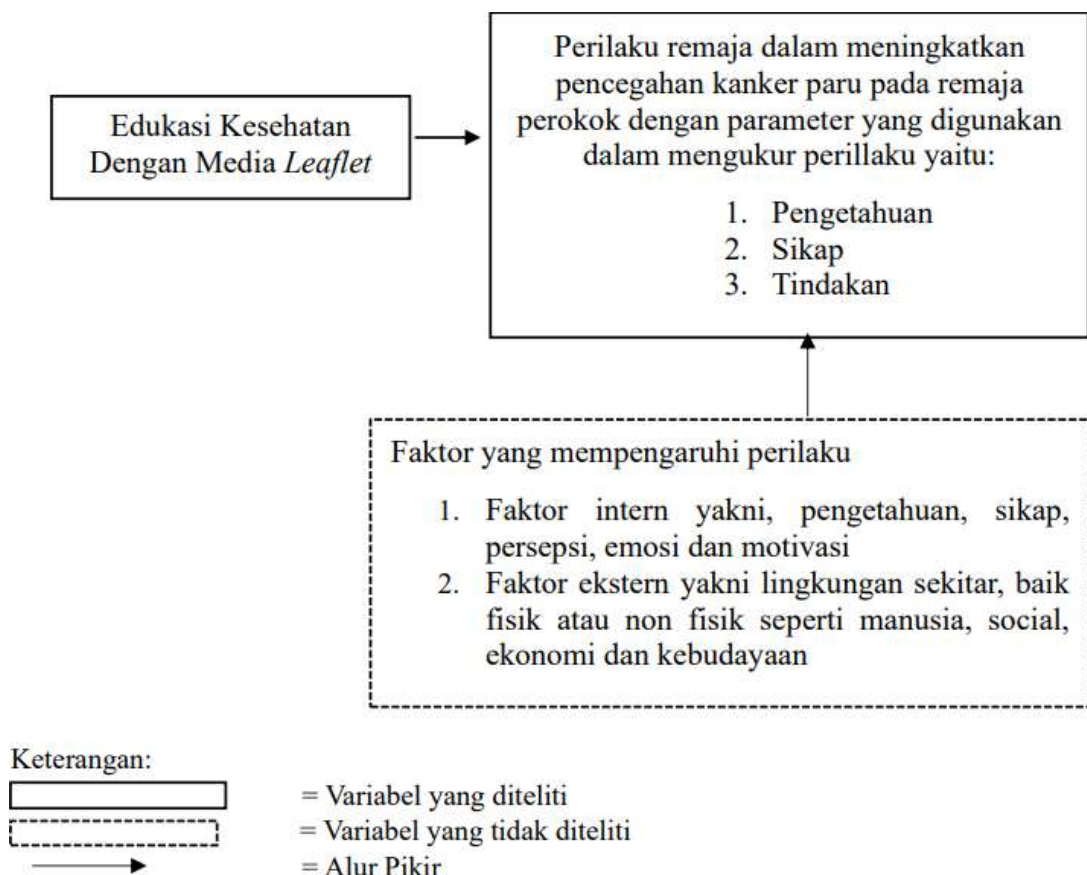 Edukasi Kesehatan
Dengan Media Leaflet
Perilaku remaja dalam meningkatkan
pencegahan kanker paru pada remaja
perokok dengan parameter yang digunakan
dalam mengukur perillaku yaitu:
1. Pengetahuan
2. Sikap
3. Tindakan
Faktor yang mempengaruhi perilaku
1. Faktor intern yakni, pengetahuan, sikap,
persepsi, emosi dan motivasi
2. Faktor ekstern yakni lingkungan sekitar, baik
fisik atau non fisik seperti manusia, social,
ekonomi dan kebudayaan
Keterangan:
= Variabel yang diteliti
= Variabel yang tidak diteliti
= Alur Pikir